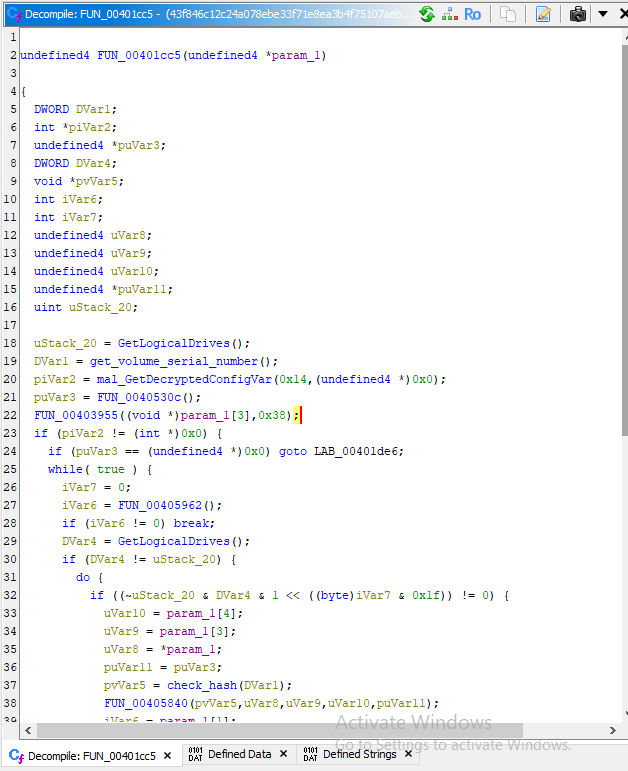 Decompile: FUN_00401cc5 - (43f846c12c24a078ebe33f71e8ea3b4f75107aeb...
Ro
1
2 undefined4 FUN_00401cc5(undefined4 *param_1)
3
4 {
5 DWORD DVar1;
6 int *piVar2;
7 undefined4 *puVar3;
8 DWORD DVar4;
9 void *pvVar5;
10 int iVar6;
11 int iVar7;
12 undefined4 uVar8;
13 undefined4 uVar9;
14 undefined4 uVar10;
15 undefined4 *puVar11;
16 uint uStack_20;
17
18 uStack_20 = GetLogicalDrives();
19 DVar1 = get_volume_serial_number();
20 piVar2 = mal_GetDecryptedConfigVar(0x14,(undefined4 *)0x0);
21 puVar3 = FUN_0040530c();
22 FUN_00403955((void *)param_1[3],0x38);
23 if (piVar2 != (int *)0x0) {
24 if (puVar3 == (undefined4 *)0x0) goto LAB_00401de6;
25 while( true ) {
26 iVar7 = 0;
27 iVar6 = FUN_00405962();
28 if (iVar6 != 0) break;
29 DVar4 = GetLogicalDrives();
30 if (DVar4 != uStack_20) {
31 do {
32 if ((~uStack_20 & DVar4 & 1 << ((byte)iVar7 & 0x1f)) != 0) {
33 uVar10 = param_1[4];
34 uVar9 = param_1[3];
35 uVar8 = *param_1;
36 puVar11 = puVar3;
37 pvVar5 = check_hash(DVar1);
38 FUN_00405840(pvVar5,uVar8,uVar9,uVar10,puVar11);
39 iVar6 = param_1[1];
Activate Windows
Go to Settings to activate Windows.
Decompile: FUN_00401cc5 × 0101 DAT Defined Data × 0101 DAT Defined Strings ×